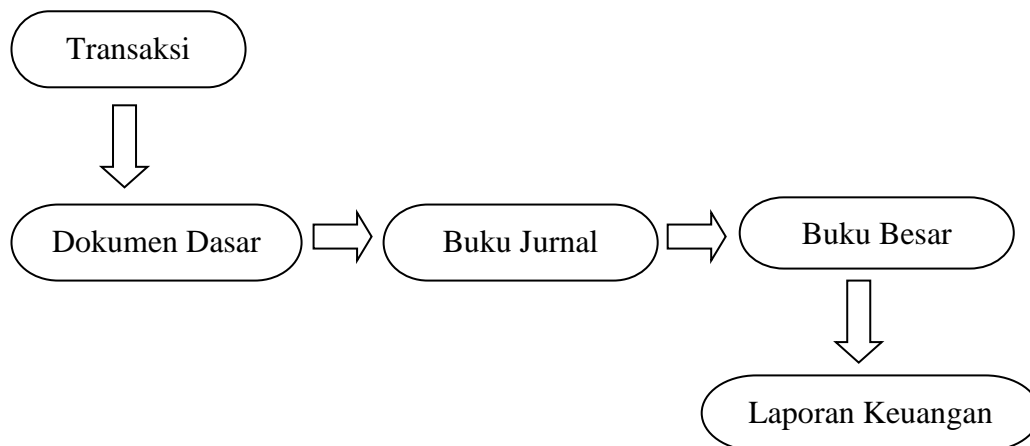 Transaksi
Dokumen Dasar
Buku Jurnal
Buku Besar
Laporan Keuangan